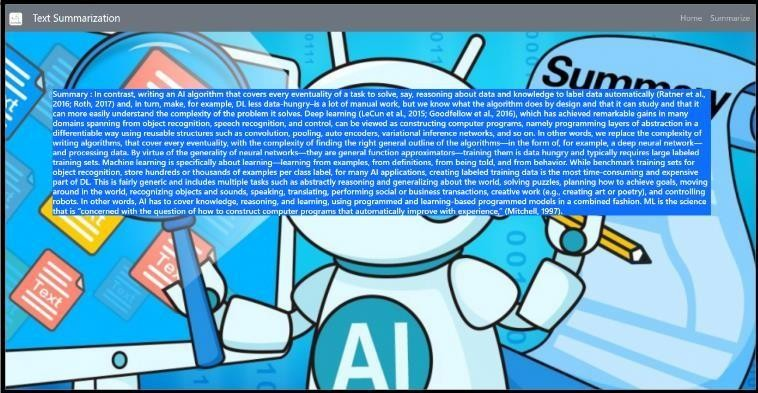 Text Summarization
Home Summarize
Summary
Summary : In contrast, writing an AI algorithm that covers every eventuality of a task to solve, say, reasoning about data and knowledge to label data automatically (Ratner et al.,
2016; Roth, 2017) and, in turn, make, for example, DL less data-hungry–is a lot of manual work, but we know what the algorithm does by design and that it can study and that it
can more easily understand the complexity of the problem it solves. Deep learning (LeCun et al., 2015; Goodfellow et al., 2016), which has achieved remarkable gains in many
domains spanning from object recognition, speech recognition, and control, can be viewed as constructing computer programs, namely programming layers of abstraction in a
differentiable way using reusable structures such as convolution, pooling, auto encoders, variational inference networks, and so on. In other words, we replace the complexity of
writing algorithms, that cover every eventuality, with the complexity of finding the right general outline of the algorithms—in the form of, for example, a deep neural network—
and processing data. By virtue of the generality of neural networks—they are general function approximators—training them is data hungry and typically requires large labeled
training sets. Machine learning is specifically about learning—learning from examples, from definitions, from being told, and from behavior. While benchmark training sets for
object recognition, store hundreds or thousands of examples per class label, for many AI applications, creating labeled training data is the most time-consuming and expensive
part of DL. This is fairly generic and includes multiple tasks such as abstractly reasoning and generalizing about the world, solving puzzles, planning how to achieve goals, moving
around in the world, recognizing objects and sounds, speaking, translating, performing social or business transactions, creative work (e.g., creating art or poetry), and controlling
robots. In other words, AI has to cover knowledge, reasoning, and learning, using programmed and learning-based programmed models in a combined fashion. ML is the science
that is “concerned with the question of how to construct computer programs that automatically improve with experience,” (Mitchell, 1997).
Text
Text
Text
AI